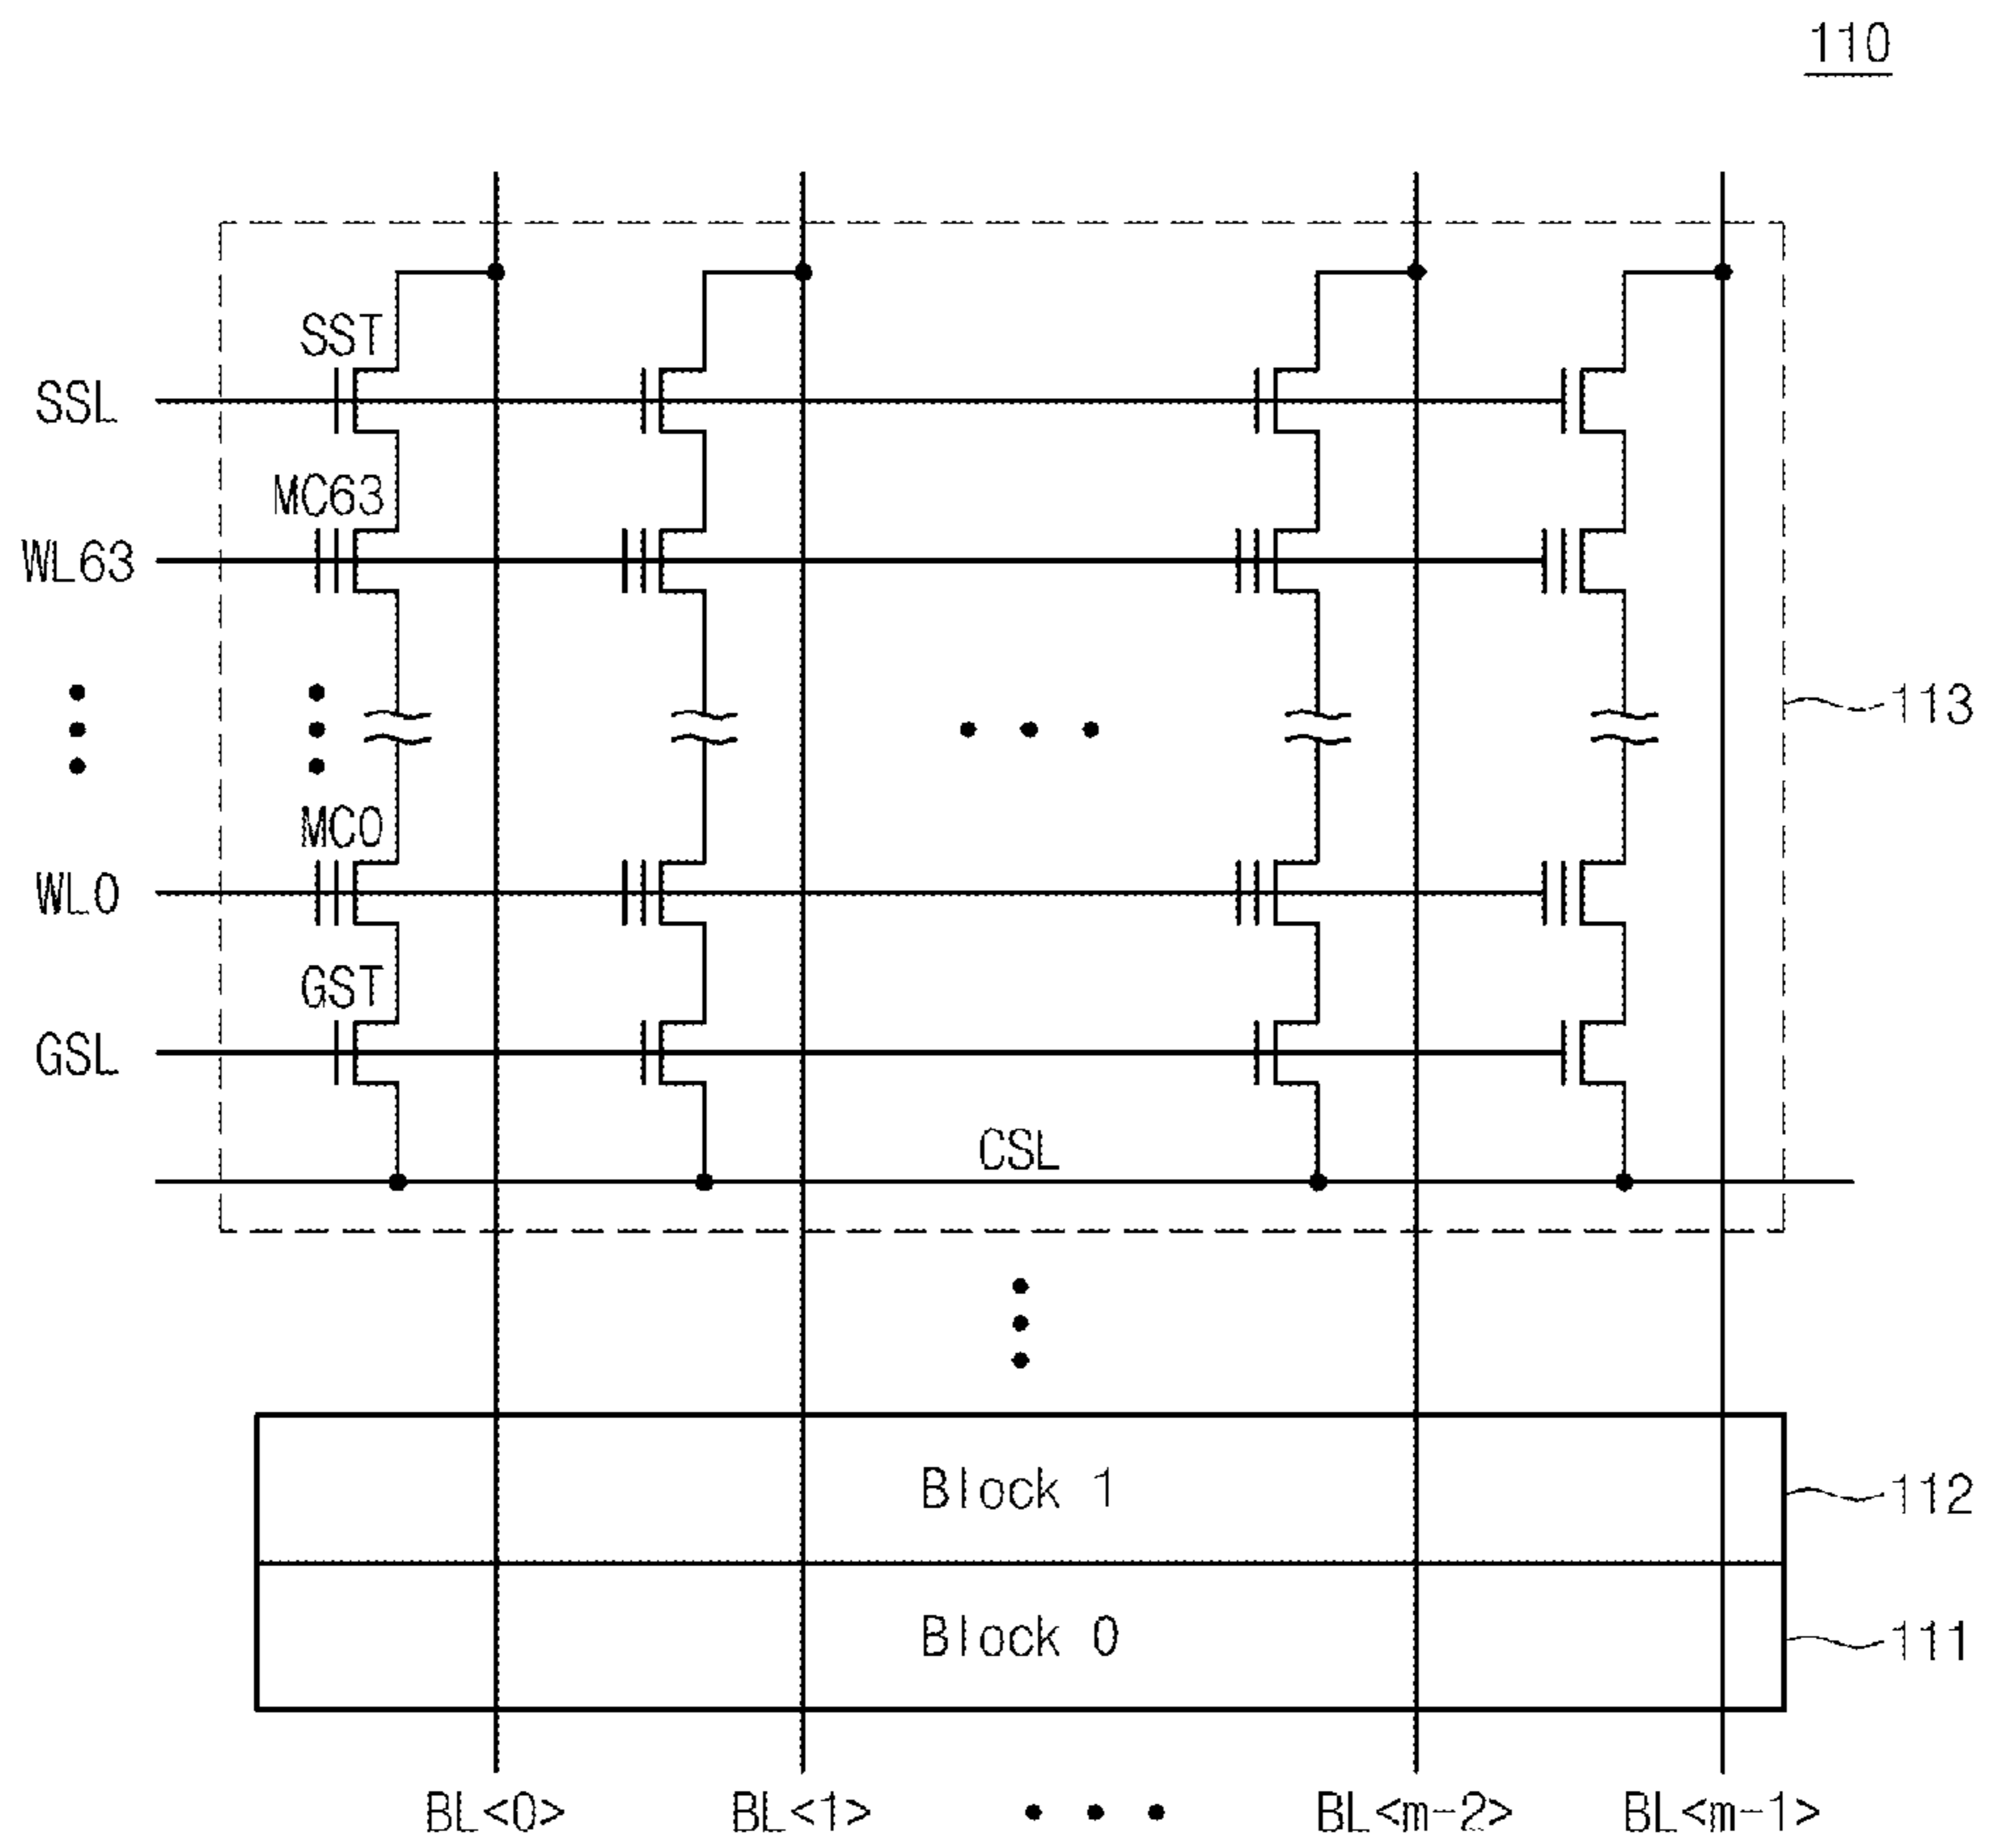 110
SST
SSL
MC63
WL63
113
MC0
WL0
GST
GSL
CSL
Block 1
112
Block 0
111
BL<0> BL<1> BL<m-2> BL<m-1>